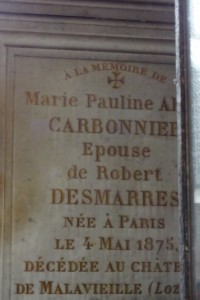 A LA MÉMOIRE DE
Marie Pauline
CARBONNIER
Epouse
de Robert
DESMARRES
NÉE À PARIS
LE 4 MAI 1875,
DÉCÉDÉE AU
DE MALAVIEILLE